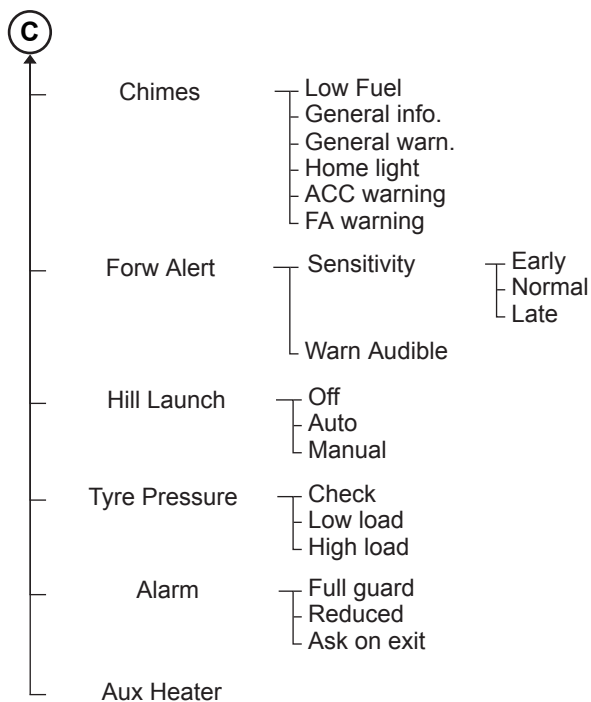 C
Chimes
Low Fuel
General info.
General warn.
Home light
ACC warning
FA warning
Forw Alert
Sensitivity
Early
Normal
Late
Warn Audible
Hill Launch
Off
Auto
Manual
Tyre Pressure
Check
Low load
High load
Alarm
Full guard
Reduced
Ask on exit
Aux Heater